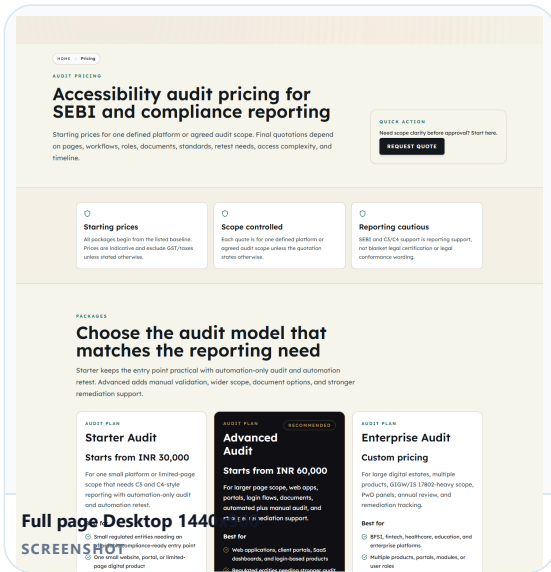 HOME Pricing
AUDIT PRICING
Accessibility audit pricing for
SEBI and compliance reporting
Starting prices for one defined platform or agreed audit scope. Final quotations depend
on pages, workflows, roles, documents, standards, retest needs, access complexity, and
timeline.
QUICK ACTION
Need scope clarity before approval? Start here.
REQUEST QUOTE
Starting prices
All packages begin from the listed baseline.
Prices are indicative and exclude GST/taxes
unless stated otherwise.
Scope controlled
Each quote is for one defined platform or
agreed audit scope unless the quotation
states otherwise.
Reporting cautious
SEBI and C3/C4 support is reporting support,
not blanket legal certification or legal
conformance wording.
PACKAGES
Choose the audit model that
matches the reporting need
Starter keeps the entry point practical with automation-only audit and automation
retest. Advanced adds manual validation, wider scope, document options, and stronger
remediation support.
AUDIT PLAN
Starter Audit
Starts from INR 30,000
For one small platform or limited-page
scope that needs C3 and C4-style
reporting with automation-only audit
and automation retest.
Small regulated entities needing an
compliance-ready entry point
One small website, portal, or limited-
page digital product
AUDIT PLAN
RECOMMENDED
Advanced
Audit
Starts from INR 60,000
For larger page scope, web apps,
portals, login flows, documents,
automated plus manual audit, and
remediation support.
Best for
Web applications, client portals, SaaS
dashboards, and login-based products
Regulated entities needing stronger audit
AUDIT PLAN
Enterprise Audit
Custom pricing
For large digital estates, multiple
products, GIGW/IS 17802-heavy scope,
PwD panels, annual review, and
remediation tracking.
Best for
BFSI, fintech, healthcare, education, and
enterprise platforms
Multiple products, portals, modules, or
user roles
Full page Desktop 1440
SCREENSHOT